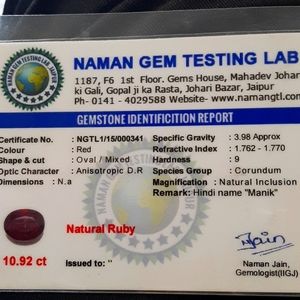 NAMAN GEM TESTING LAB
1187, F6 1st Floor. Gems House, Mahadev Johar
ki Gali, Gopal ji ka Rasta, Johari Bazar, Jaipur
Ph- 0141 - 4029588 Website- www.namangtl.com
GEMSTONE IDENTIFICITION REPORT
Certificate No. : NGTL1/15/000341 Specific Gravity : 3.98 Approx
Colour : Red Refractive Index : 1.762 - 1.770
Shape / Cut : Oval / Mixed Hardness : 9
Optic Character : Anisotropic D.R Species Group : Corundum
Dimensions : N.a Magnification : Natural Inclusion
Remark: Hindi name "Manik"
Natural Ruby
10.92 ct
Issued to : "
Jain
Naman Jain,
Gemologist(IIGJ)